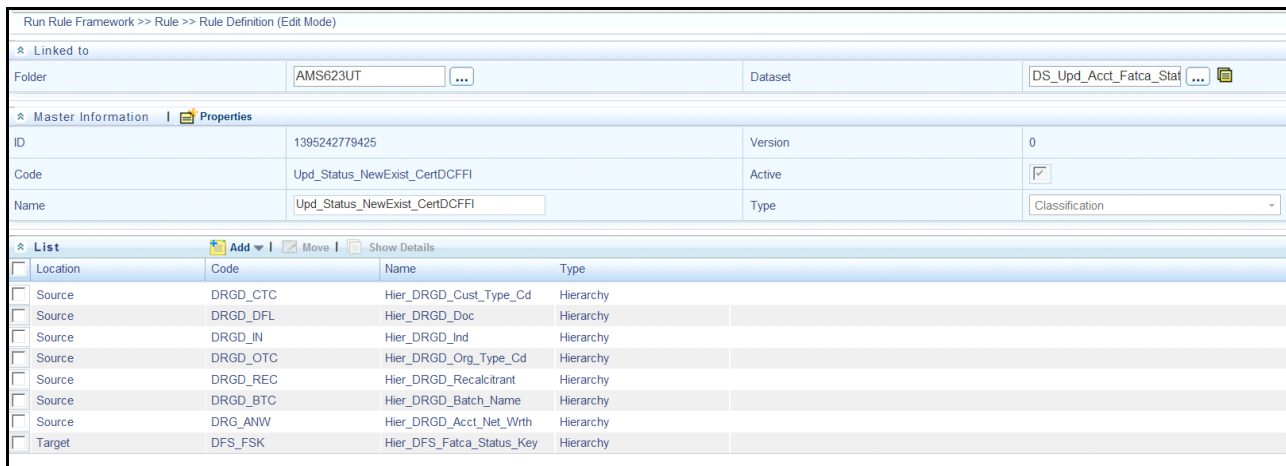 Run Rule Framework >> Rule >> Rule Definition (Edit Mode)
Linked to
Folder AMS623UT ... Dataset DS_Upd_Acct_Fatca_Stat ...
Master Information | Properties
ID 1395242779425 Version 0
Code Upd_Status_NewExist_CertDCFFI Active
Name Upd_Status_NewExist_CertDCFFI Type Classification
List Add | Move | Show Details
Location Code Name Type
Source DRGD_CTC Hier_DRGD_Cust_Type_Cd Hierarchy
Source DRGD_DFL Hier_DRGD_Doc Hierarchy
Source DRGD_IN Hier_DRGD_Ind Hierarchy
Source DRGD_OTC Hier_DRGD_Org_Type_Cd Hierarchy
Source DRGD_REC Hier_DRGD_Recalcitrant Hierarchy
Source DRGD_BTC Hier_DRGD_Batch_Name Hierarchy
Source DRG_ANW Hier_DRGD_Acct_Net_Wrth Hierarchy
Target DFS_FSK Hier_DFS_Fatca_Status_Key Hierarchy